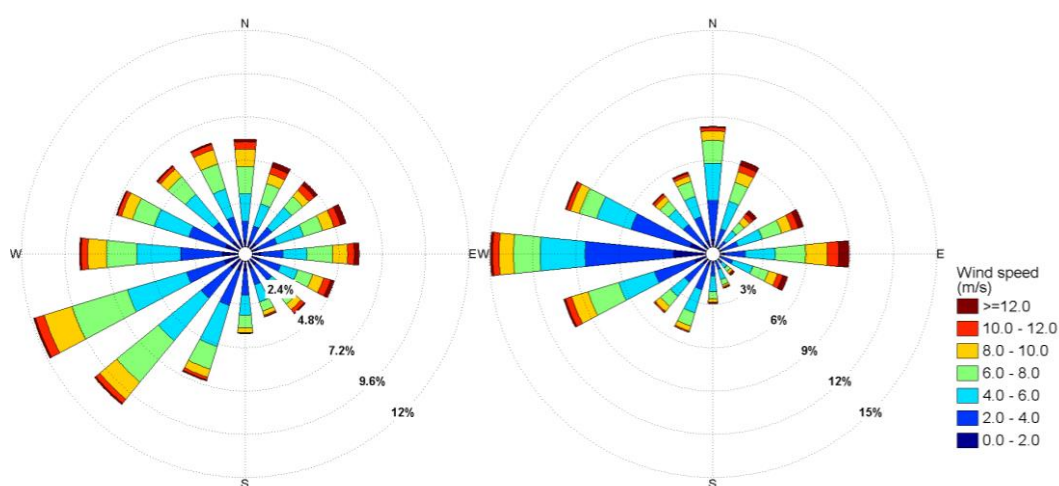 N
N
W
EW
E
2.4%
4.8%
7.2%
9.6%
12%
3%
6%
9%
12%
15%
S
S
Wind speed
(m/s)
>=12.0
10.0 - 12.0
8.0 - 10.0
6.0 - 8.0
4.0 - 6.0
2.0 - 4.0
0.0 - 2.0